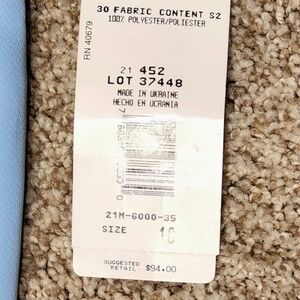 30 FABRIC CONTENT S2
100% POLYESTER/POLIESTER
RN 40679
21 452
LOT 37448
MADE IN UKRAINE
HECHO EN UCRANIA
21M-6000-35
SIZE
SUGGESTED
RETAIL $94.00